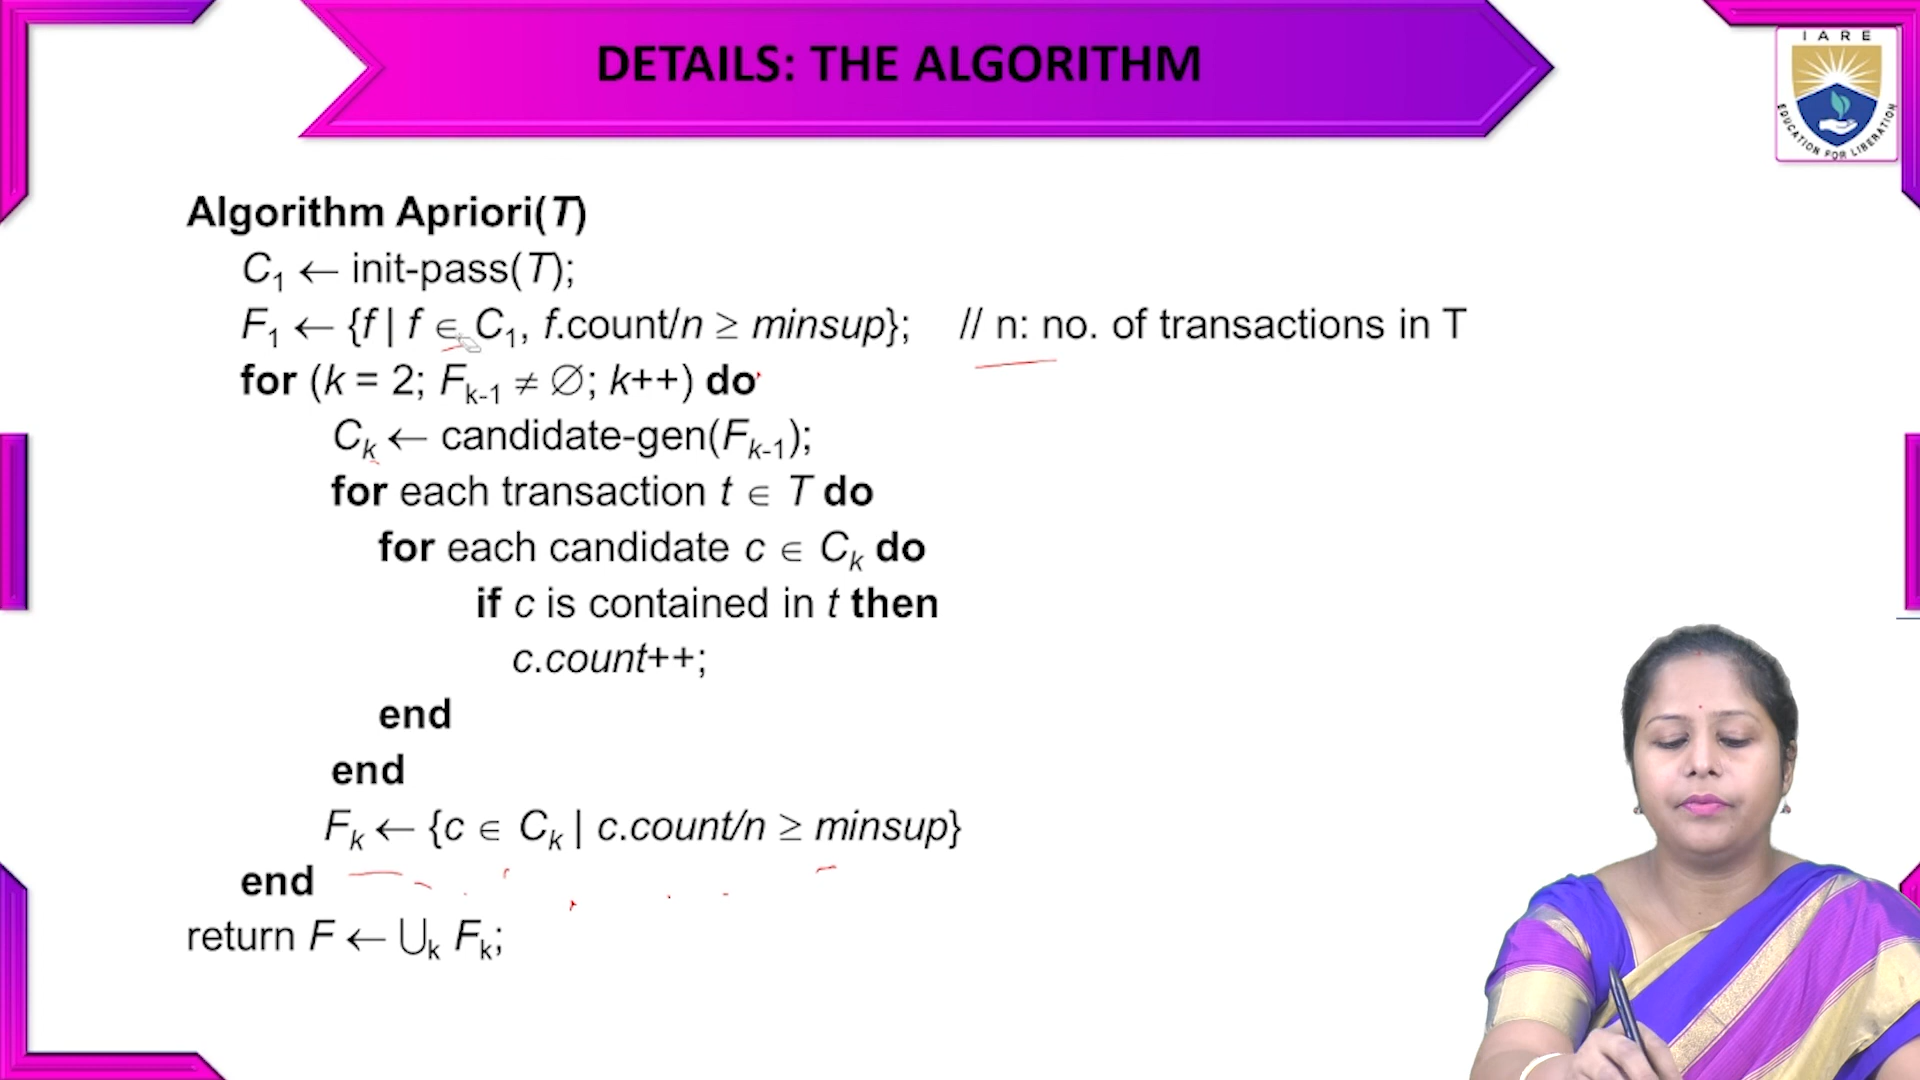 DETAILS: THE ALGORITHM
I A R E
EDUCATION FOR LIBERATION
Algorithm Apriori(T)
C₁ ← init-pass(T);
F₁ ← {f | f ∈ C₁, f.count/n ≥ minsup}; // n: no. of transactions in T
for (k = 2; Fₖ₋₁ ≠ ∅; k++) do
Cₖ ← candidate-gen(Fₖ₋₁);
for each transaction t ∈ T do
for each candidate c ∈ Cₖ do
if c is contained in t then
c.count++;
end
end
Fₖ ← {c ∈ Cₖ | c.count/n ≥ minsup}
end
return F ← ⋃ₖ Fₖ;